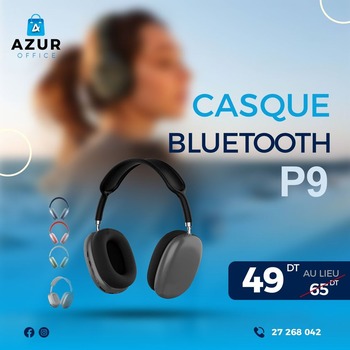 AZUR
OFFICE
CASQUE
BLUETOOTH
P9
49 DT AU LIEU
65 DT
27 268 042